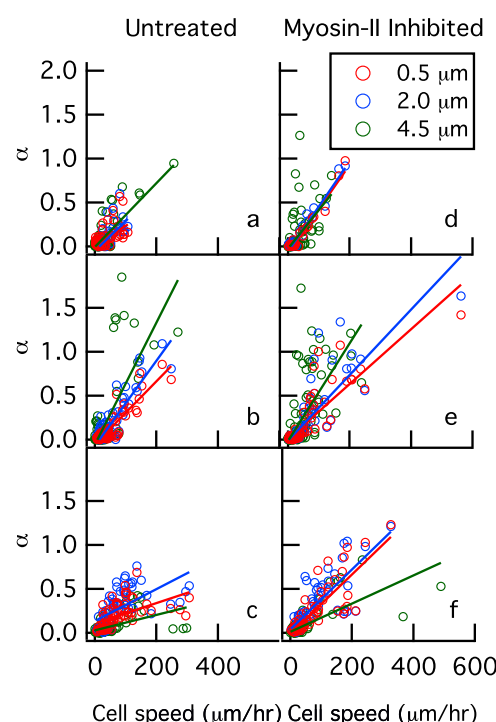 Untreated Myosin-II Inhibited
0.5 μm
2.0 μm
4.5 μm
α
2.0
1.5
1.0
0.5
0.0
a d
α
1.5
1.0
0.5
0.0
b e
α
1.0
0.5
0.0
c f
0 200 400 0 200 400 600
Cell speed (μm/hr) Cell speed (μm/hr)